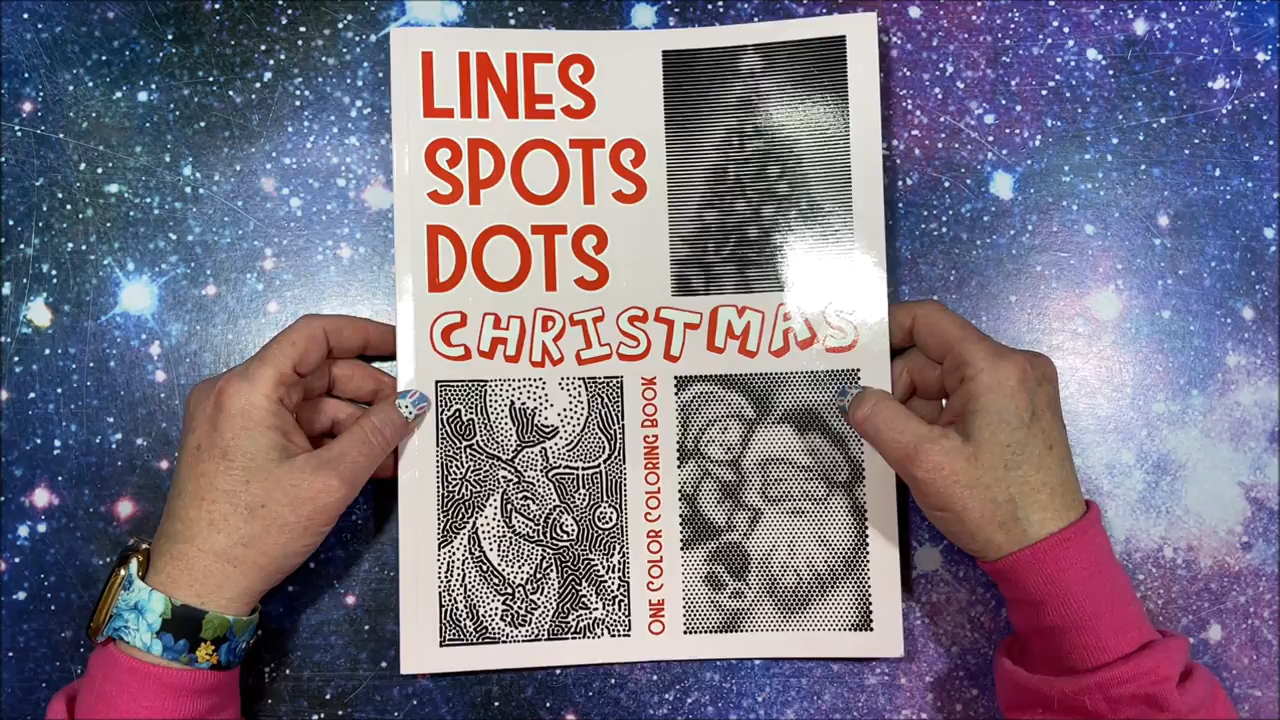 LINES
SPOTS
DOTS
CHRISTMAS
ONE COLOR COLORING BOOK